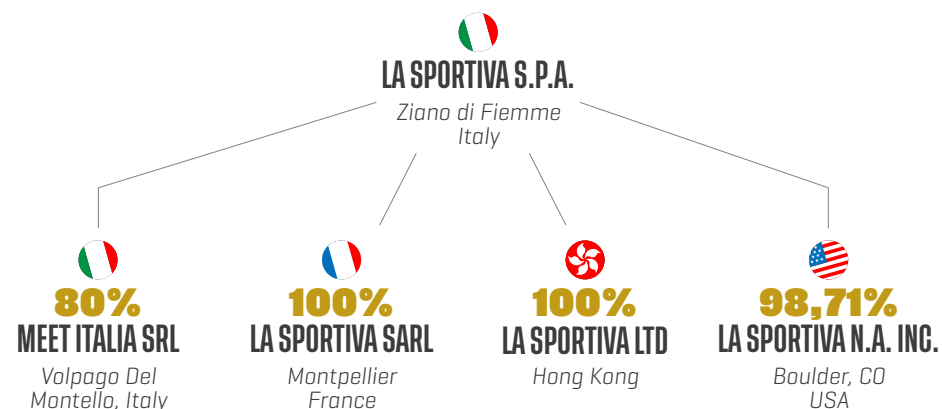 LA SPORTIVA S.P.A.
Ziano di Fiemme
Italy
80%
MEET ITALIA SRL
Volpago Del
Montello, Italy
100%
LA SPORTIVA SARL
Montpellier
France
100%
LA SPORTIVA LTD
Hong Kong
98,71%
LA SPORTIVA N.A. INC.
Boulder, CO
USA